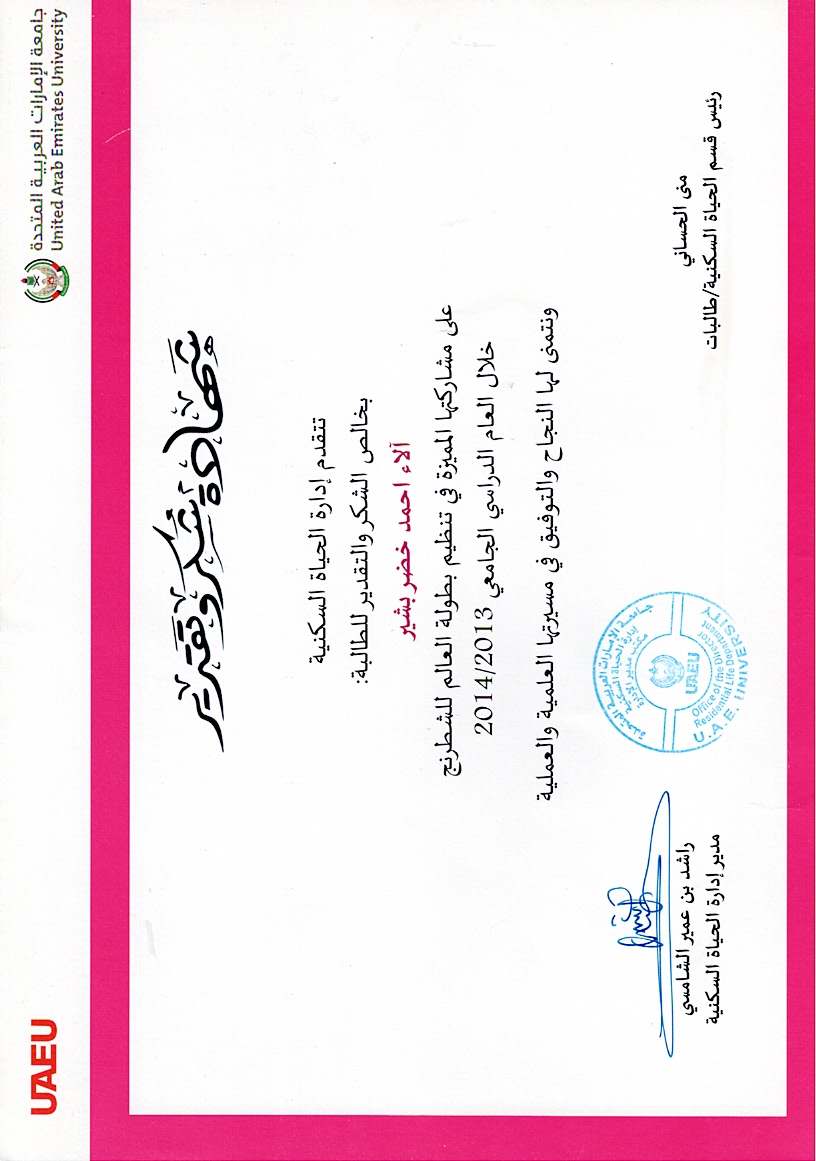 UAEU
جامعة الإمارات العربية المتحدة
United Arab Emirates University
شهادة شكر وتقدير
تتقدم إدارة الحياة السكنية
بخالص الشكر والتقدير للطالبة:
آلاء احمد خضر بشير
على مشاركتها المميزة في تنظيم بطولة العالم للشطرنج
خلال العام الدراسي الجامعي 2014/2013
ونتمنى لها النجاح والتوفيق في مسيرتها العلمية والعملية
منى الحساني
رئيس قسم الحياة السكنية/طالبات
جامعة الإمارات العربية المتحدة
إدارة الحياة السكنية
مكتب مدير الإدارة
UAEU
Office of the Director
Residential Life Department
U.A.E. UNIVERSITY
راشد بن عمير الشامسي
مدير إدارة الحياة السكنية